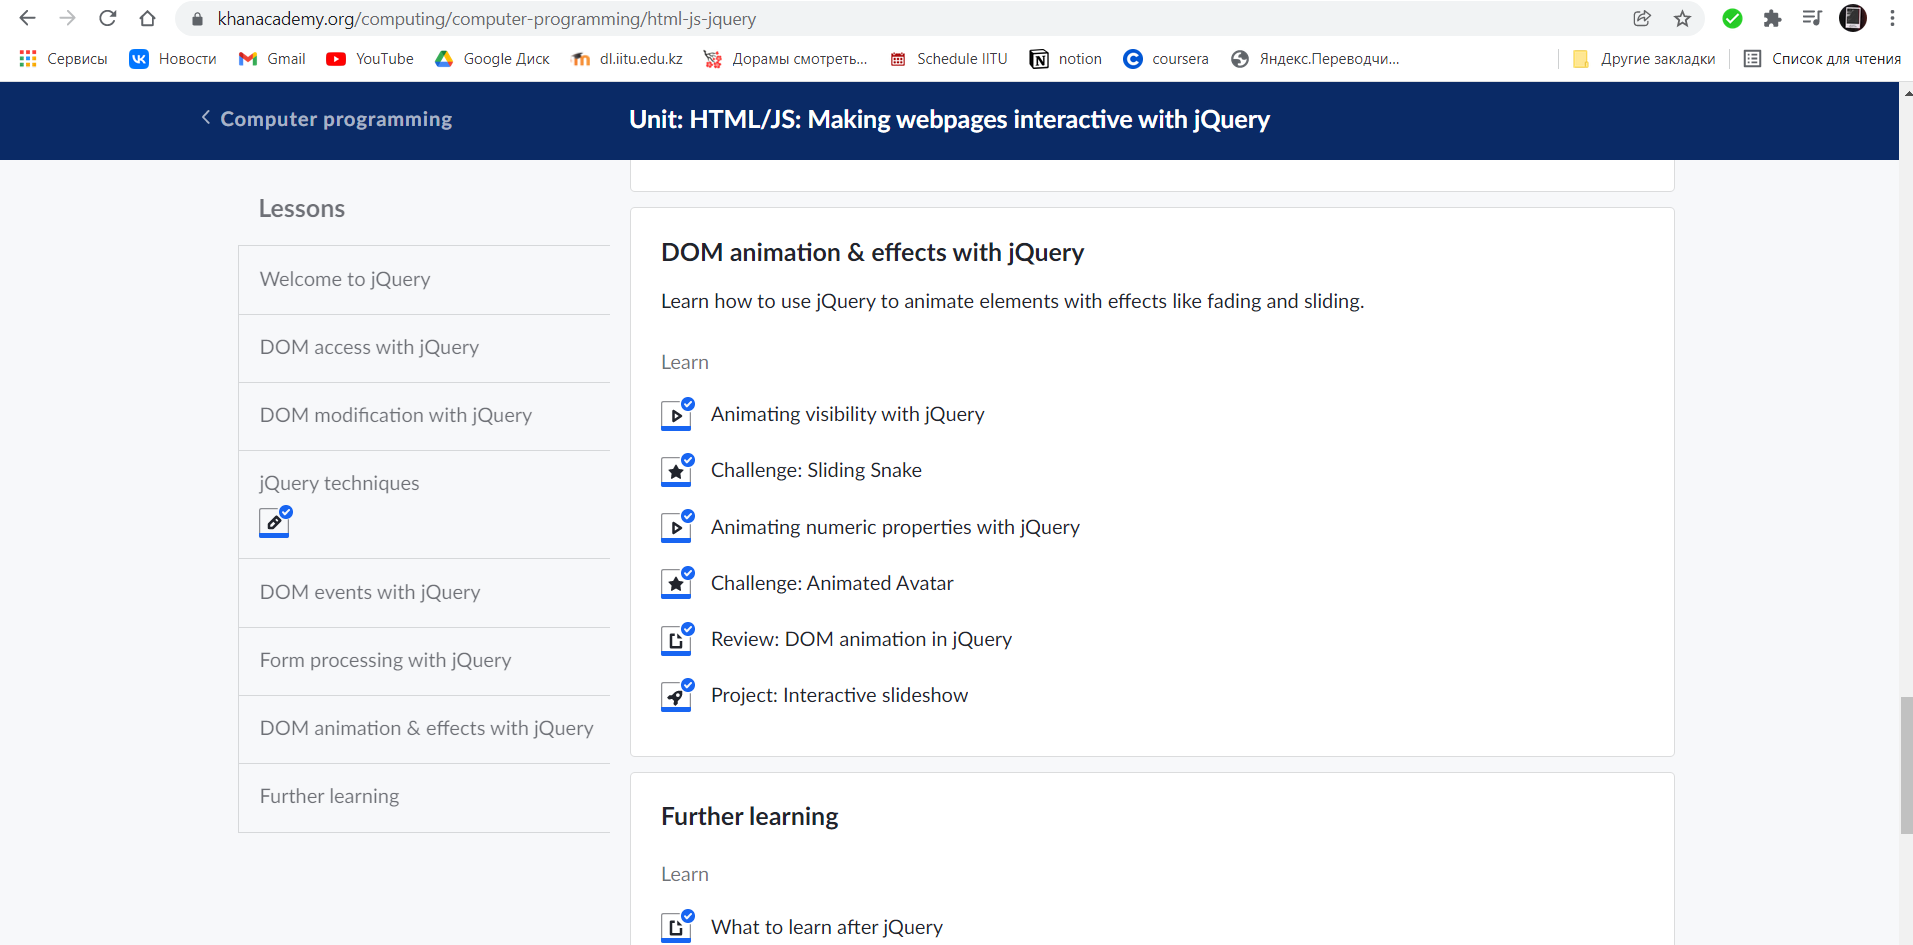 khanacademy.org/computing/computer-programming/html-js-jquery
Сервисы
Новости
Gmail
YouTube
Google Диск
dl.iitu.edu.kz
Дорамы смотреть...
Schedule IITU
notion
coursera
Яндекс.Переводчи...
Другие закладки
Список для чтения
Computer programming
Unit: HTML/JS: Making webpages interactive with jQuery
Lessons
Welcome to jQuery
DOM access with jQuery
DOM modification with jQuery
jQuery techniques
DOM events with jQuery
Form processing with jQuery
DOM animation & effects with jQuery
Further learning
DOM animation & effects with jQuery
Learn how to use jQuery to animate elements with effects like fading and sliding.
Learn
Animating visibility with jQuery
Challenge: Sliding Snake
Animating numeric properties with jQuery
Challenge: Animated Avatar
Review: DOM animation in jQuery
Project: Interactive slideshow
Further learning
Learn
What to learn after jQuery